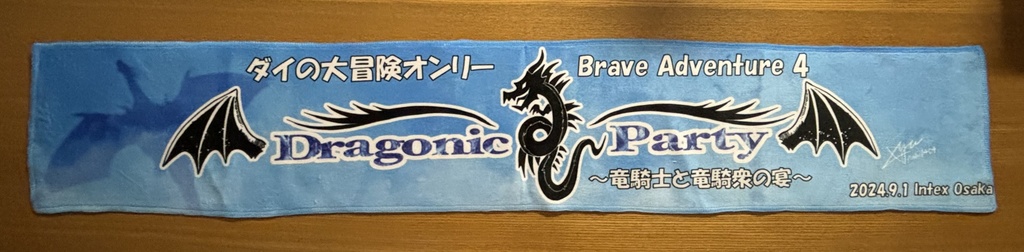 ダイの大冒険オンリー Brave Adventure 4
Dragonic Party
～竜騎士と竜騎衆の宴～
2024.9.1 Intex Osaka